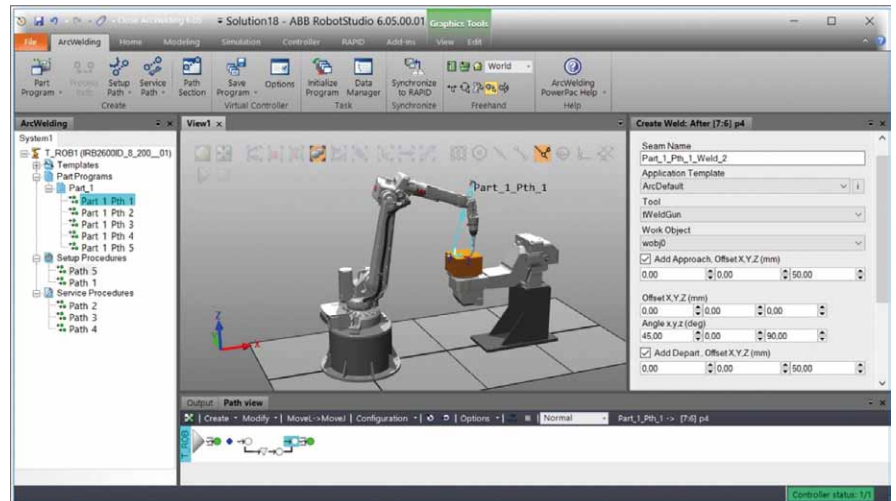 Close ArcWelding 6.05
Solution18 - ABB RobotStudio 6.05.00.01
Graphics Tools
File ArcWelding Home Modeling Simulation Controller RAPID Add-Ins View Edit
Part Program
Process Path
Setup Path
Service Path
Path Section
Save Program
Options
Initialize Program
Data Manager
Synchronize to RAPID
World
ArcWelding PowerPac Help
Create Virtual Controller Task Synchronize Freehand Help
ArcWelding
System1
T_ROB1 (IRB2600ID_8_200__01)
Templates
PartPrograms
Part_1
Part 1 Pth 1
Part 1 Pth 2
Part 1 Pth 3
Part 1 Pth 4
Part 1 Pth 5
Setup Procedures
Path 5
Path 1
Service Procedures
Path 2
Path 3
Path 4
View1
Part_1_Pth_1
Z
Y
X
Create Weld: After [7:6] p4
Seam Name
Part_1_Pth_1_Weld_2
Application Template
ArcDefault
i
Tool
tWeldGun
Work Object
wobj0
Add Approach, Offset X,Y,Z (mm)
0,00 0,00 50,00
Offset X,Y,Z (mm)
0,00 0,00 0,00
Angle x,y,z (deg)
45,00 0,00 90,00
Add Depart, Offset X,Y,Z (mm)
0,00 0,00 50,00
Output Path view
Create Modify MoveL->MoveJ Configuration Options Normal Part_1_Pth_1 -> [7:6] p4
T_ROB
Controller status: 1/1